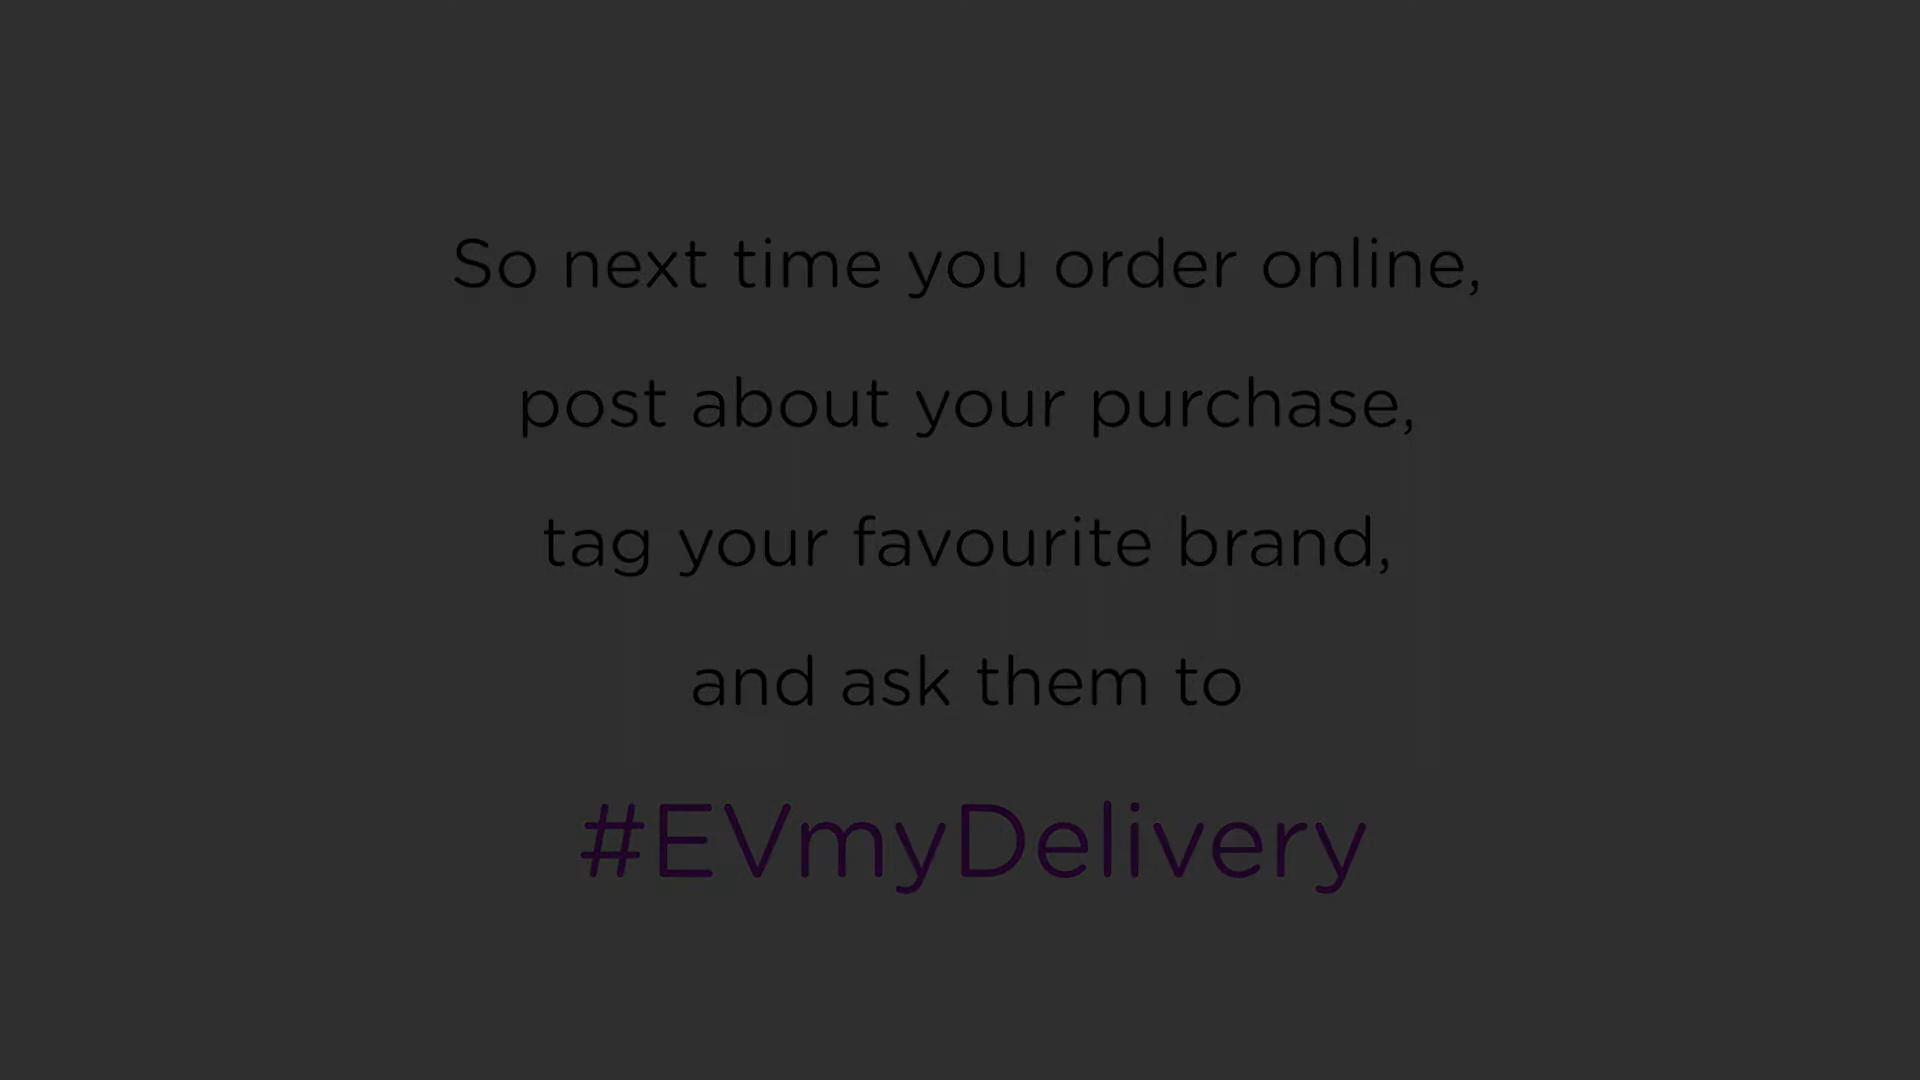 So next time you order online,
post about your purchase,
tag your favourite brand,
and ask them to
#EVmyDelivery